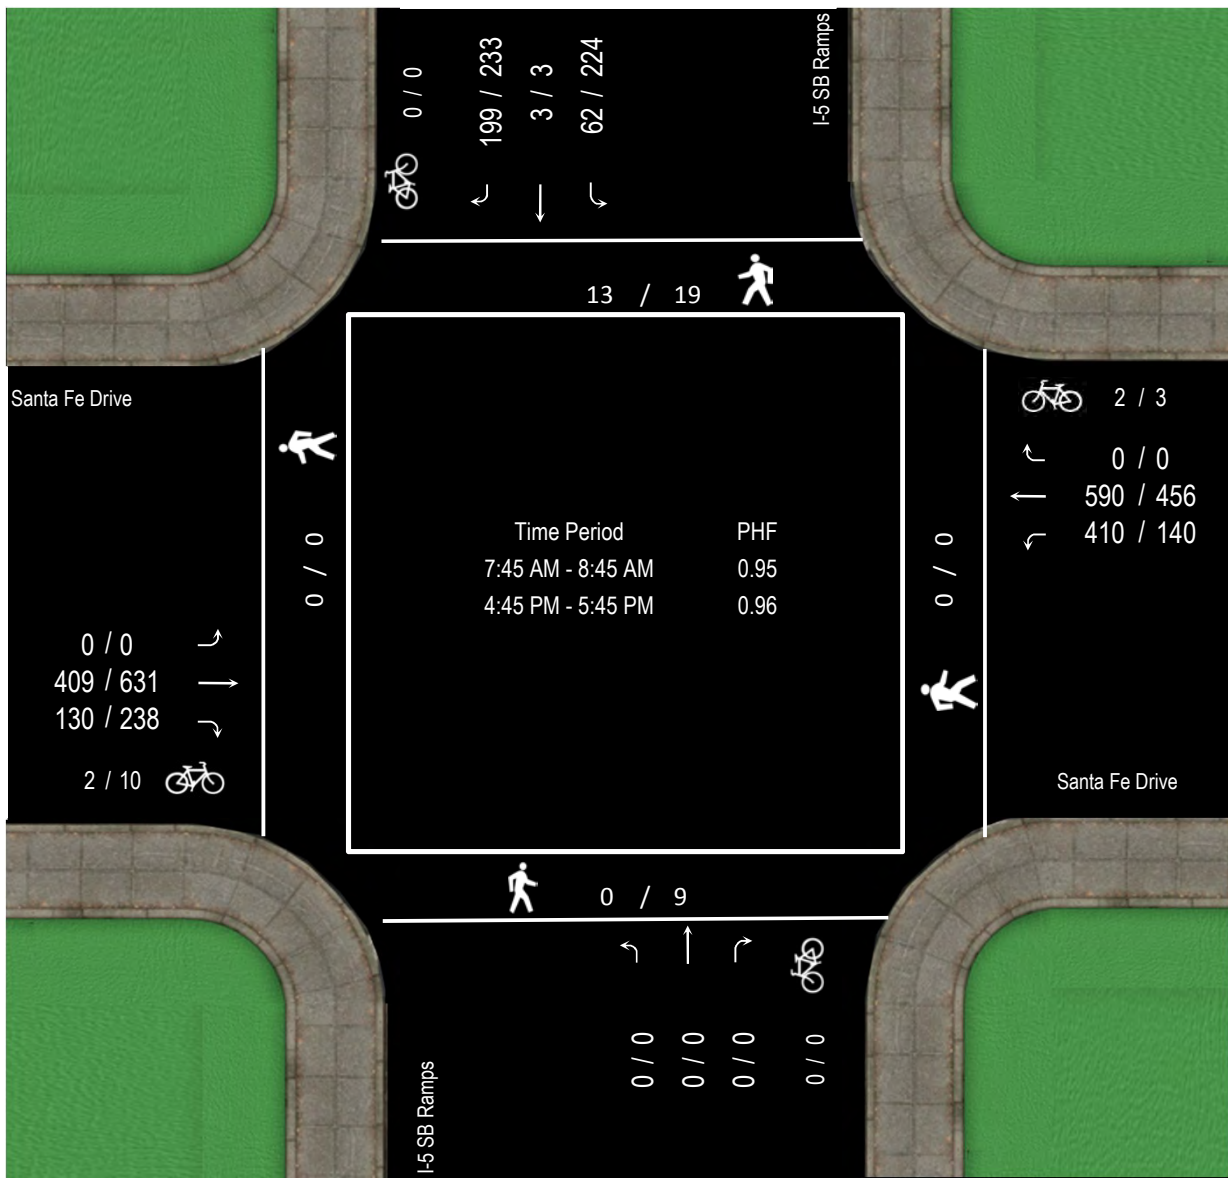 0 / 0
199 / 233
3 / 3
62 / 224
I-5 SB Ramps
13 / 19
Santa Fe Drive
2 / 3
0 / 0
590 / 456
410 / 140
0 / 0
0 / 0
Time Period PHF
7:45 AM - 8:45 AM 0.95
4:45 PM - 5:45 PM 0.96
0 / 0
409 / 631
130 / 238
2 / 10
Santa Fe Drive
0 / 9
0 / 0
0 / 0
0 / 0
0 / 0
I-5 SB Ramps